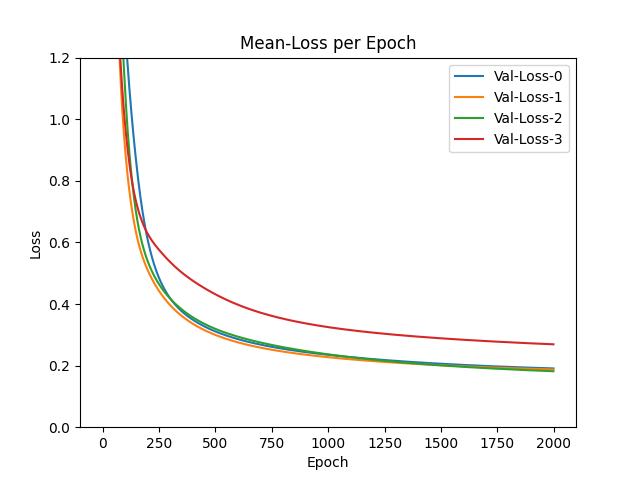 Mean-Loss per Epoch
Val-Loss-0
Val-Loss-1
Val-Loss-2
Val-Loss-3
Loss
1.2
1.0
0.8
0.6
0.4
0.2
0.0
0 250 500 750 1000 1250 1500 1750 2000
Epoch